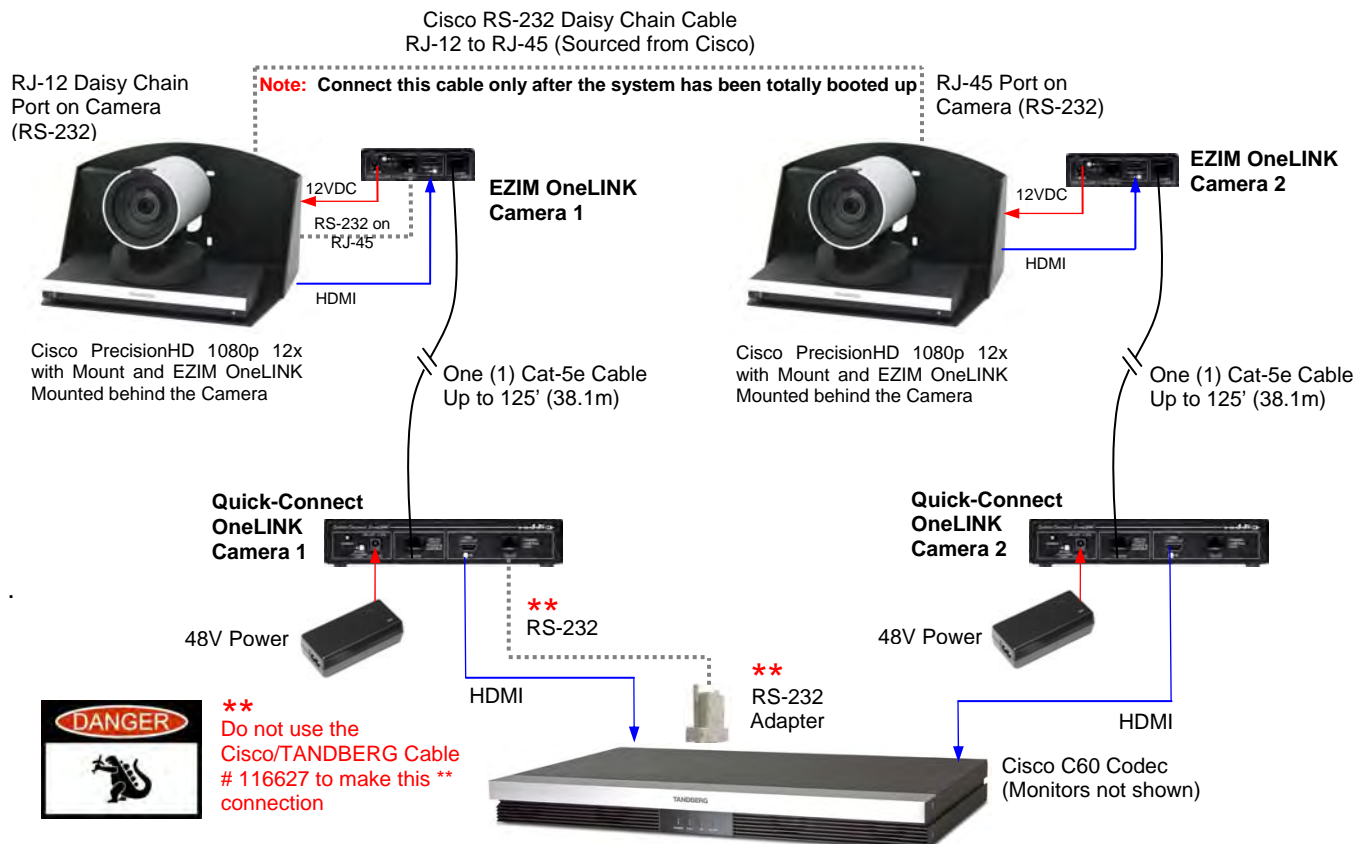 Cisco RS-232 Daisy Chain Cable
RJ-12 to RJ-45 (Sourced from Cisco)
RJ-12 Daisy Chain
Port on Camera
(RS-232)
Note: Connect this cable only after the system has been totally booted up
RJ-45 Port on
Camera (RS-232)
12VDC
RS-232 on
RJ-45
HDMI
EZIM OneLINK
Camera 1
12VDC
HDMI
EZIM OneLINK
Camera 2
TANDBERG
TANDBERG
Cisco PrecisionHD 1080p 12x
with Mount and EZIM OneLINK
Mounted behind the Camera
One (1) Cat-5e Cable
Up to 125' (38.1m)
Cisco PrecisionHD 1080p 12x
with Mount and EZIM OneLINK
Mounted behind the Camera
One (1) Cat-5e Cable
Up to 125' (38.1m)
Quick-Connect
OneLINK
Camera 1
Quick-Connect
OneLINK
Camera 2
.
48V Power
**
RS-232
48V Power
HDMI
**
RS-232
Adapter
HDMI
DANGER
**
Do not use the
Cisco/TANDBERG Cable
# 116627 to make this **
connection
TANDBERG
Cisco C60 Codec
(Monitors not shown)